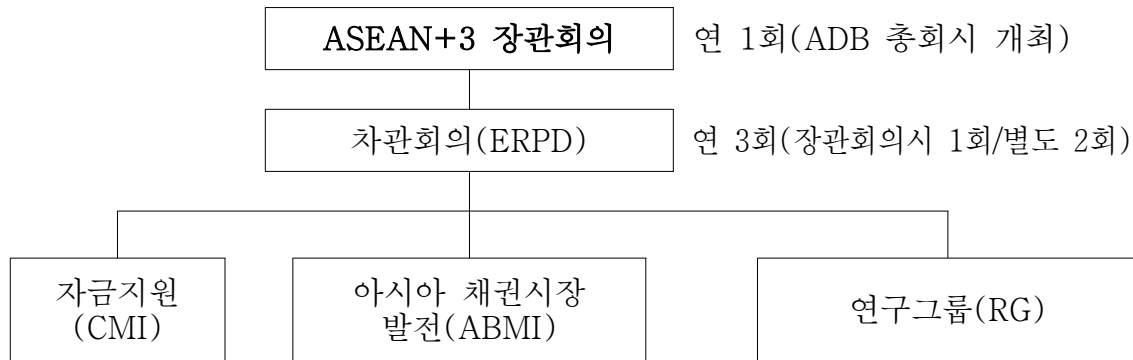 ASEAN+3 장관회의 연 1회(ADB 총회시 개최)
차관회의(ERPD) 연 3회(장관회의시 1회/별도 2회)
자금지원
(CMI)
아시아 채권시장
발전(ABMI)
연구그룹(RG)